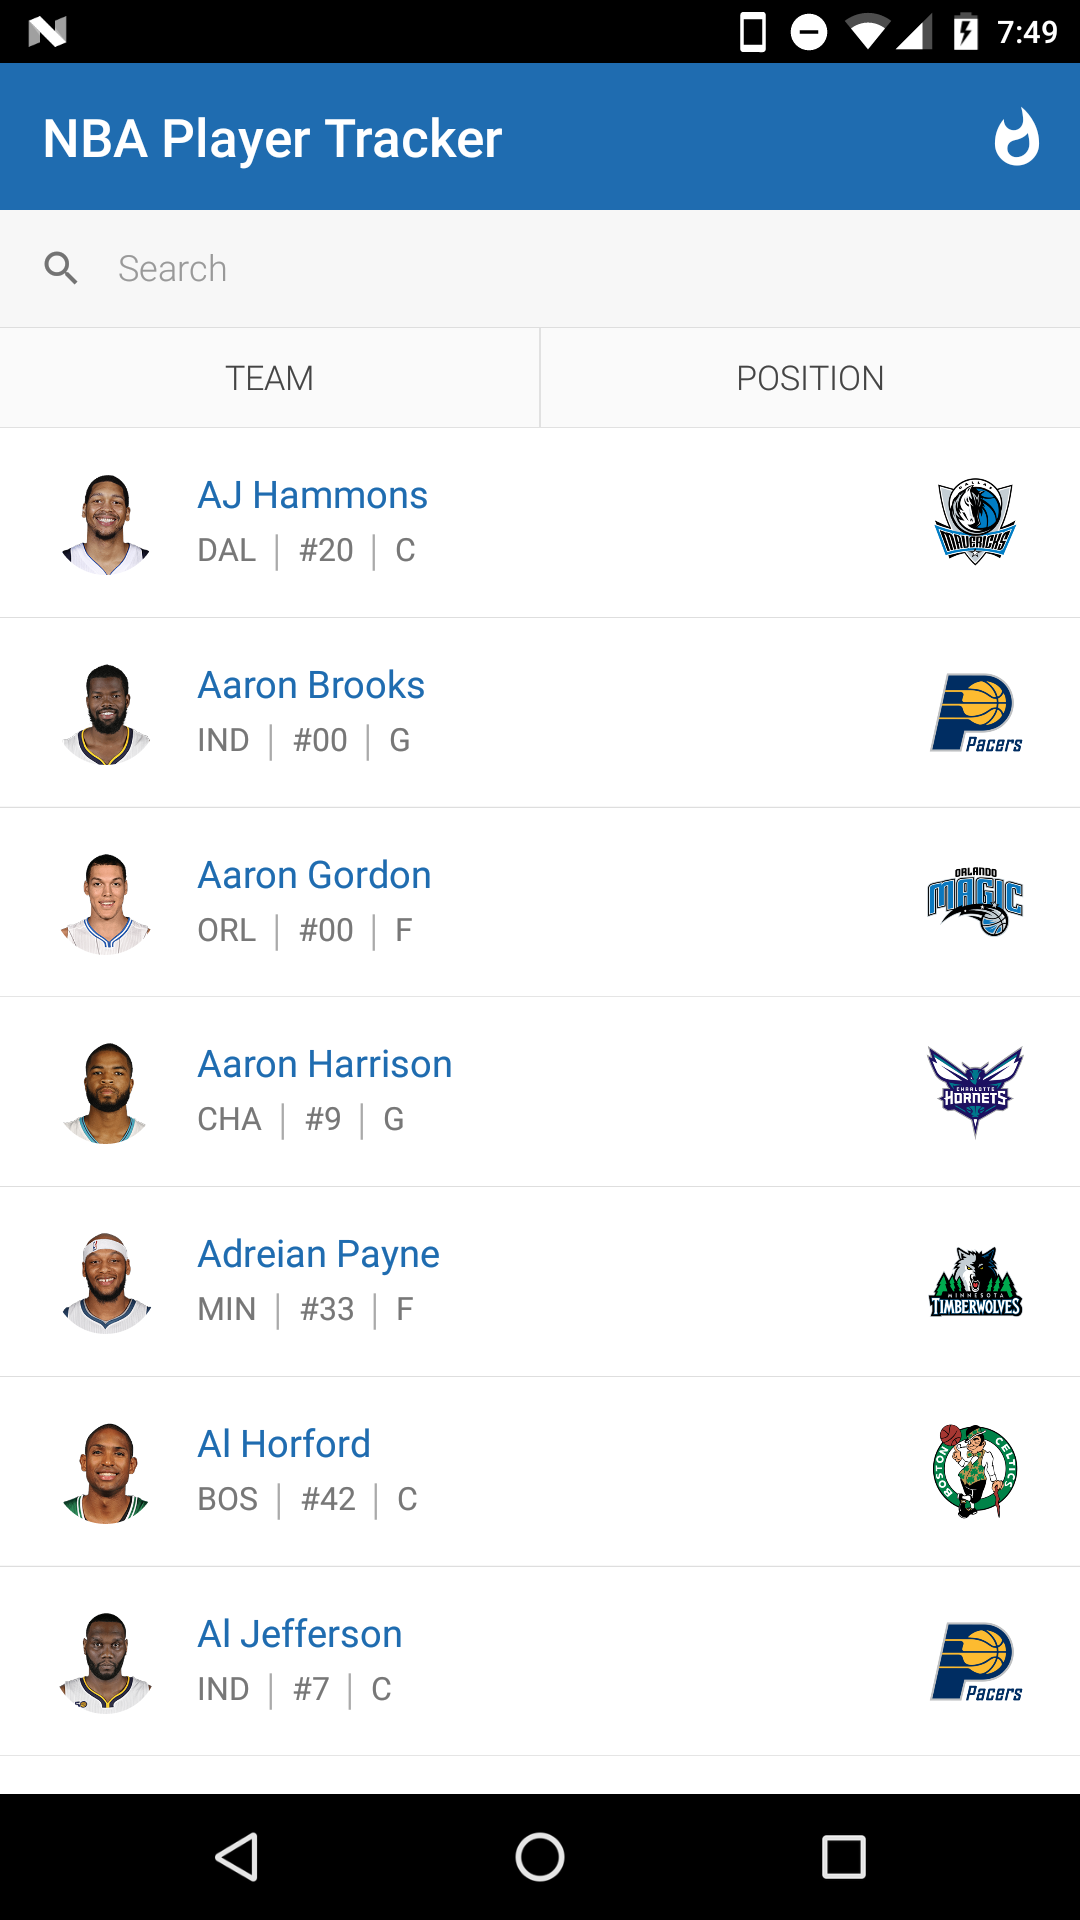 7:49
NBA Player Tracker
Search
TEAM
POSITION
AJ Hammons
DAL | #20 | C
DALLAS
MAVERICKS
Aaron Brooks
IND | #00 | G
Pacers
Aaron Gordon
ORL | #00 | F
ORLANDO
MAGIC
Aaron Harrison
CHA | #9 | G
CHARLOTTE
HORNETS
Adreian Payne
MIN | #33 | F
MINNESOTA
TIMBERWOLVES
Al Horford
BOS | #42 | C
BOSTON CELTICS
Al Jefferson
IND | #7 | C
Pacers